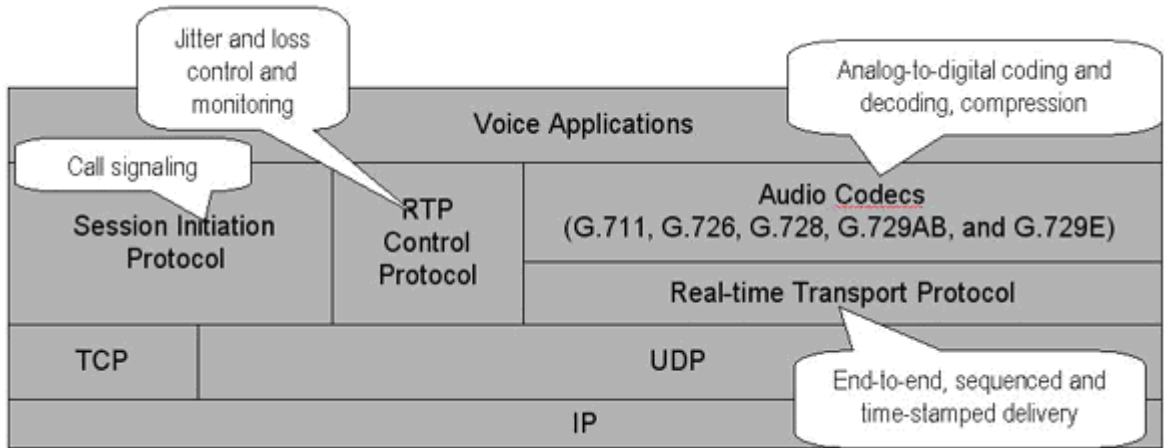 Jitter and loss
control and
monitoring
Analog-to-digital coding and
decoding, compression
Voice Applications
Call signaling
Session Initiation
Protocol
RTP
Control
Protocol
Audio Codecs
(G.711, G.726, G.728, G.729AB, and G.729E)
Real-time Transport Protocol
TCP
UDP
End-to-end, sequenced and
time-stamped delivery
IP